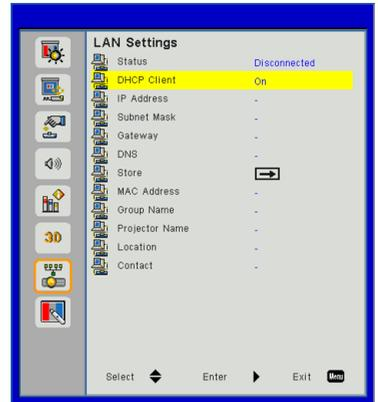 LAN Settings
Status Disconnected
DHCP Client On
IP Address -
Subnet Mask -
Gateway -
DNS -
Store
MAC Address -
Group Name -
Projector Name -
Location -
Contact -
3D
Select Enter Exit Menu